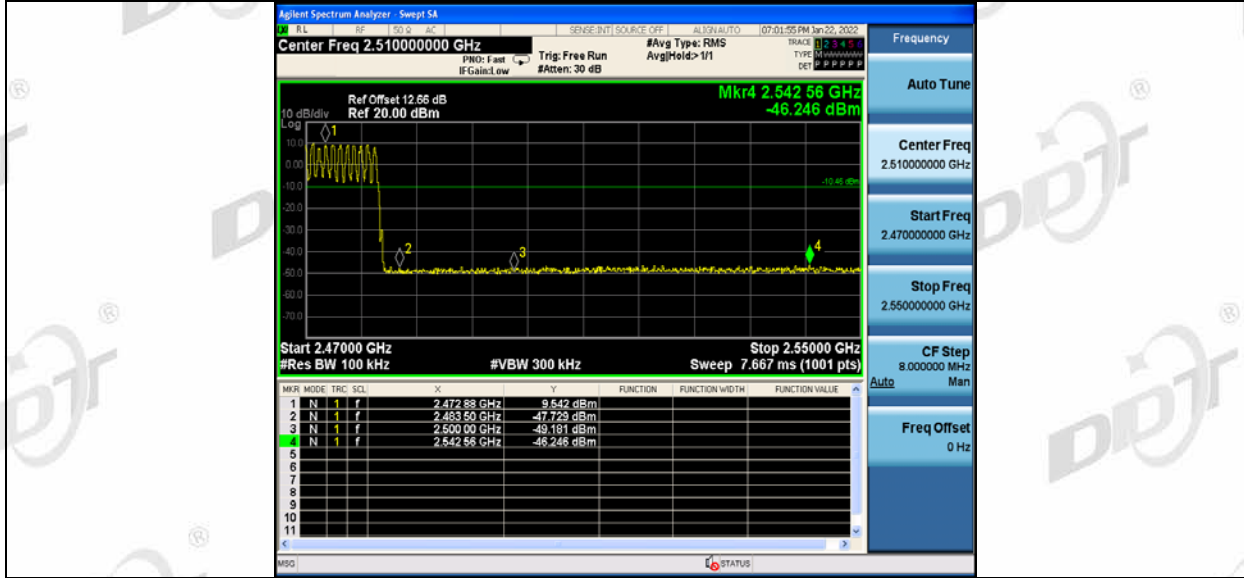 Agilent Spectrum Analyzer - Swept SA
RL RF 50 Ω AC SENSE:INT SOURCE OFF ALIGNAUTO 07:01:55 PM Jan 22, 2022
Center Freq 2.510000000 GHz
PNO: Fast
IFGain:Low
Trig: Free Run
#Atten: 30 dB
#Avg Type: RMS
Avg|Hold:>1/1
TRACE 1 2 3 4 5 6
TYPE M
DET P P P P P P
Mkr4 2.542 56 GHz
-46.246 dBm
Ref Offset 12.66 dB
10 dB/div Ref 20.00 dBm
Log
10.0
0.00
-10.0
-20.0
-30.0
-40.0
-50.0
-60.0
-70.0
1
2
3
4
-10.46 dBm
Start 2.47000 GHz Stop 2.55000 GHz
#Res BW 100 kHz #VBW 300 kHz Sweep 7.667 ms (1001 pts)
MKR MODE TRC SCL X Y FUNCTION FUNCTION WIDTH FUNCTION VALUE
1 N 1 f 2.472 88 GHz 9.542 dBm
2 N 1 f 2.483 50 GHz -47.729 dBm
3 N 1 f 2.500 00 GHz -49.181 dBm
4 N 1 f 2.542 56 GHz -46.246 dBm
5
6
7
8
9
10
11
MSG STATUS
Frequency
Auto Tune
Center Freq
2.510000000 GHz
Start Freq
2.470000000 GHz
Stop Freq
2.550000000 GHz
CF Step
8.000000 MHz
Auto Man
Freq Offset
0 Hz